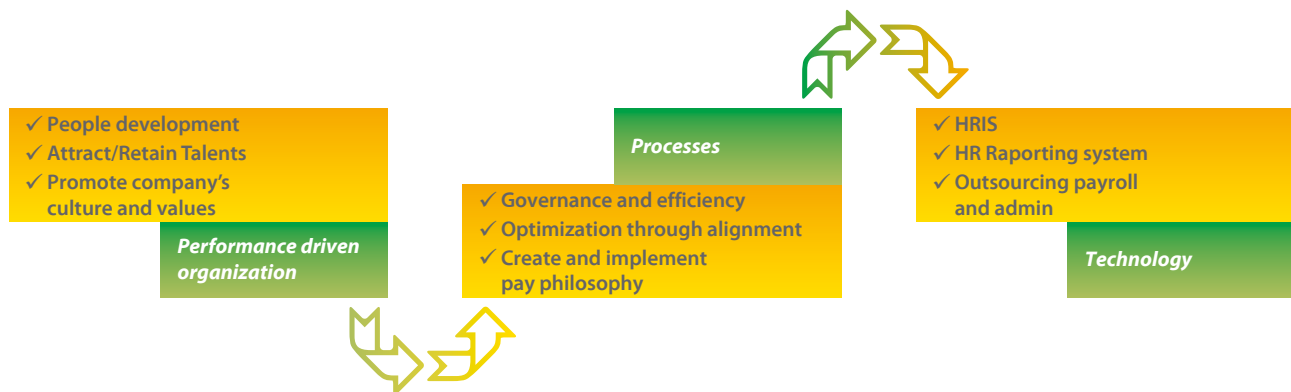 ✓ People development
✓ Attract/Retain Talents
✓ Promote company's
culture and values
Performance driven
organization
Processes
✓ Governance and efficiency
✓ Optimization through alignment
✓ Create and implement
pay philosophy
✓ HRIS
✓ HR Raporting system
✓ Outsourcing payroll
and admin
Technology